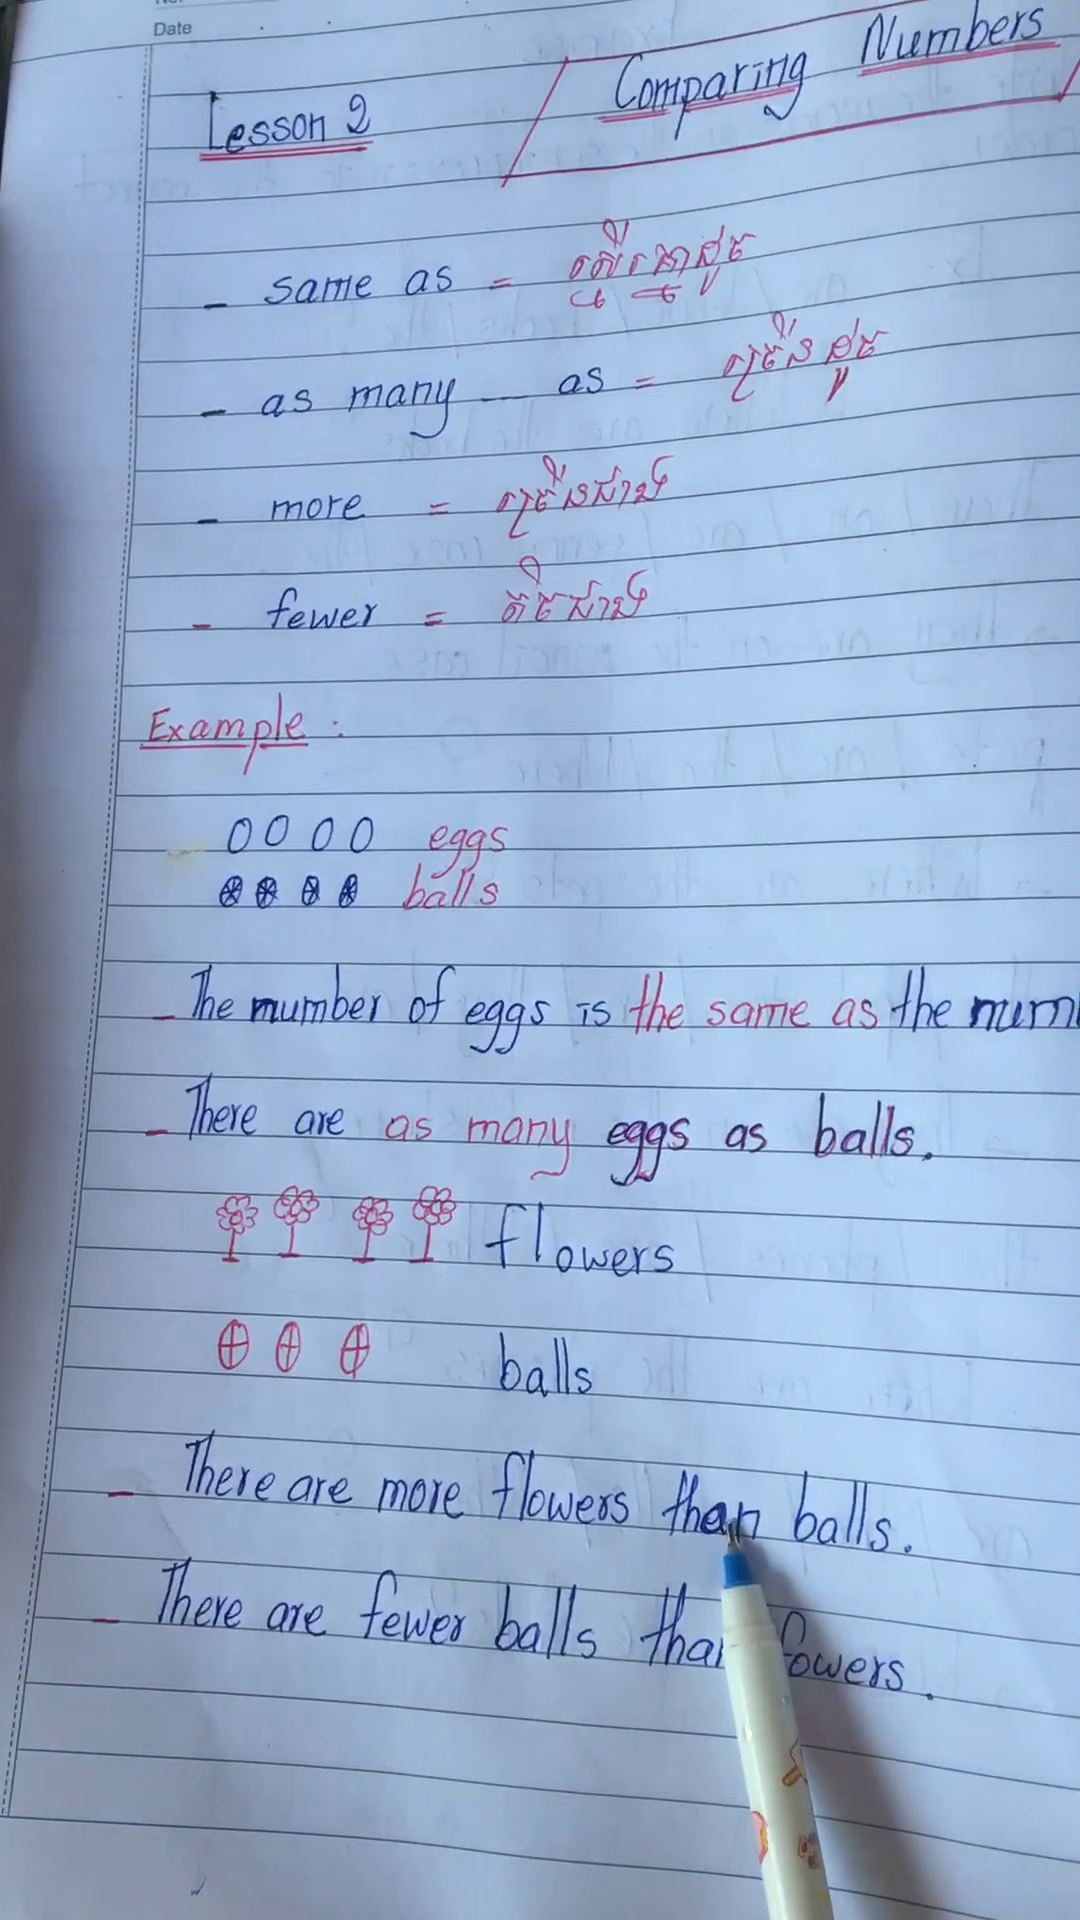 Date
Lesson 2
Comparing Numbers
- same as = ស្មើគ្នាដូច
- as many ... as = ច្រើនដូច
- more = ច្រើនជាង
- fewer = តិចជាង
Example :
eggs
balls
- The number of eggs is the same as the
- There are as many eggs as balls.
flowers
balls
- There are more flowers than balls.
- There are fewer balls